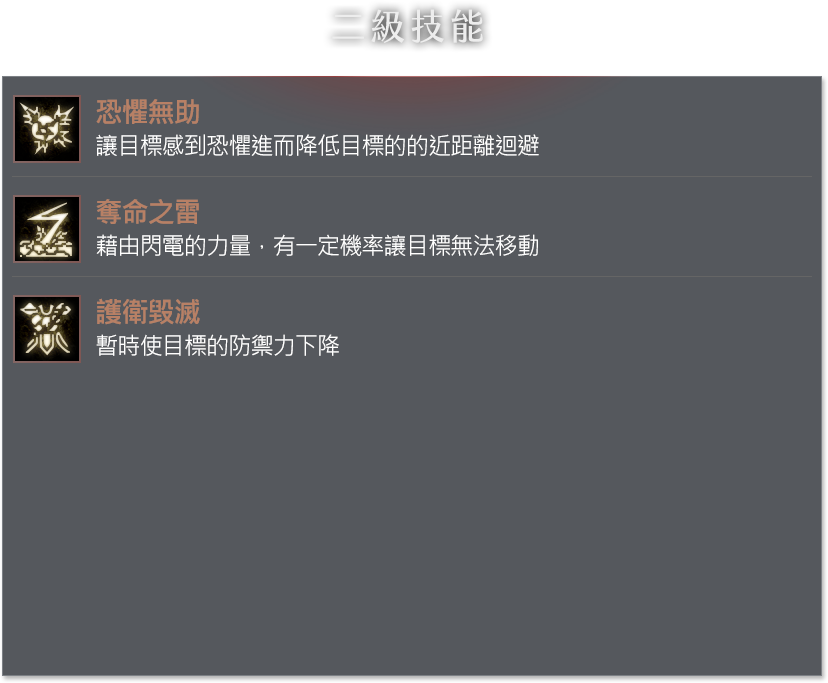 二級技能
恐懼無助
讓目標感到恐懼進而降低目標的的近距離迴避
奪命之雷
藉由閃電的力量，有一定機率讓目標無法移動
護衛毀滅
暫時使目標的防禦力下降